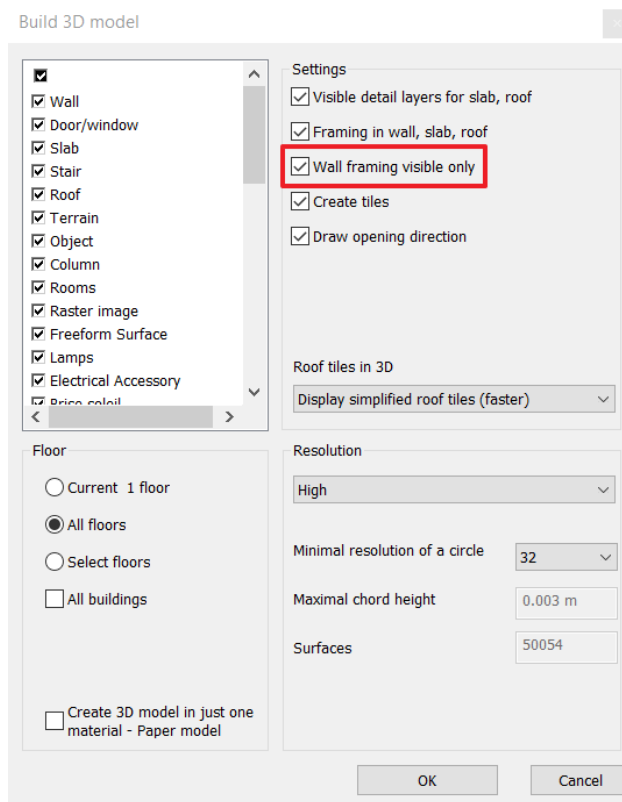 Build 3D model
Wall
Door/window
Slab
Stair
Roof
Terrain
Object
Column
Rooms
Raster image
Freeform Surface
Lamps
Electrical Accessory
Brise soleil
Settings
Visible detail layers for slab, roof
Framing in wall, slab, roof
Wall framing visible only
Create tiles
Draw opening direction
Roof tiles in 3D
Display simplified roof tiles (faster)
Floor
Current 1 floor
All floors
Select floors
All buildings
Create 3D model in just one
material - Paper model
Resolution
High
Minimal resolution of a circle
32
Maximal chord height
0.003 m
Surfaces
50054
OK
Cancel